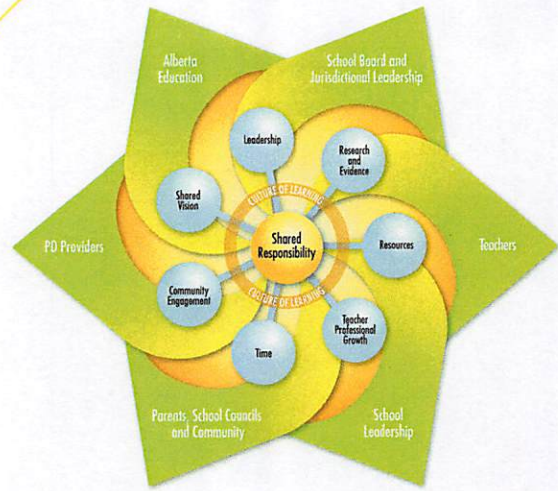 Alberta
Education
School Board and
Jurisdictional Leadership
Leadership
Research
and
Evidence
Shared
Vision
CULTURE OF LEARNING
Shared
Responsibility
PD Providers
Resources
Teachers
Community
Engagement
CULTURE OF LEARNING
Teacher
Professional
Growth
Time
Parents, School Councils
and Community
School
Leadership